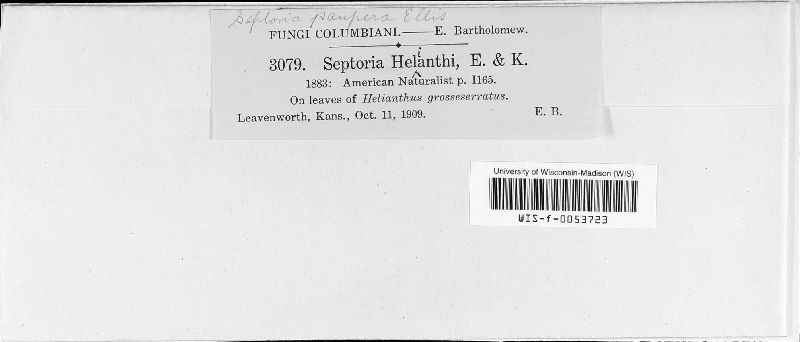 Septoria paupera Ellis
FUNGI COLUMBIANI.——E. Bartholomew.
3079. Septoria Helianthi, E. & K.
1883: American Naturalist p. 1165.
On leaves of Helianthus grosseserratus.
Leavenworth, Kans., Oct. 11, 1909. E. B.
University of Wisconsin-Madison (WIS)
WIS-f-0053723